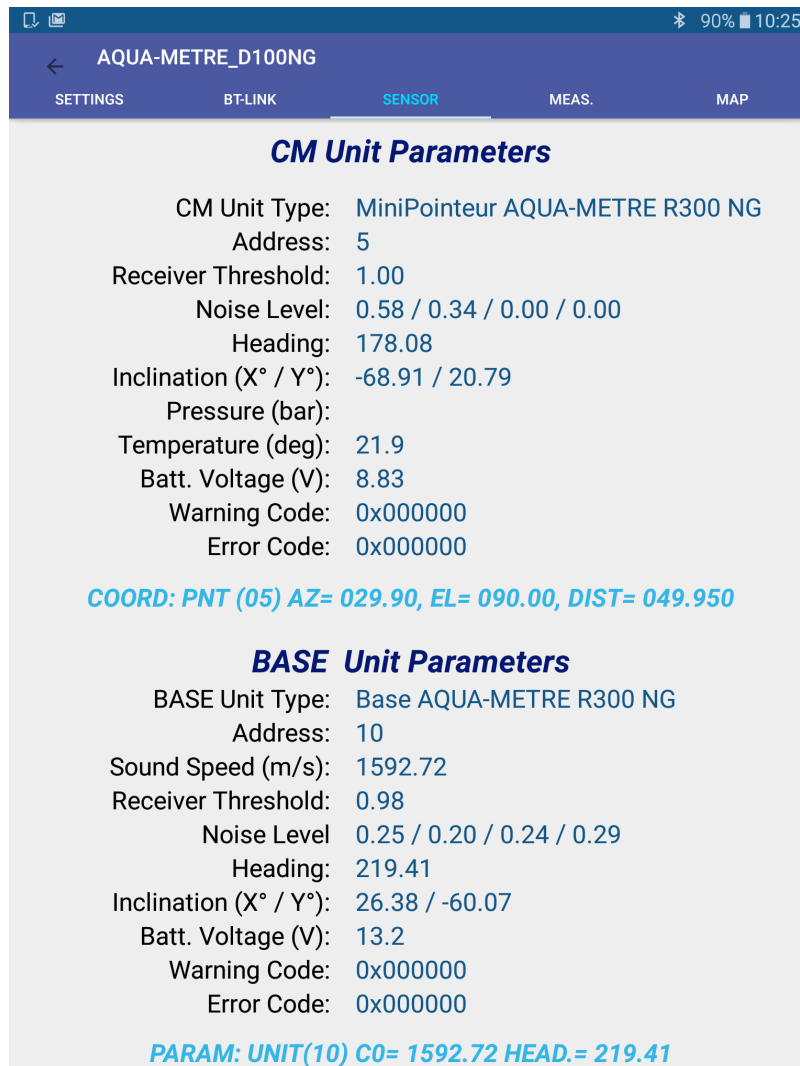 90% 10:25
AQUA-METRE_D100NG
SETTINGS BT-LINK SENSOR MEAS. MAP
CM Unit Parameters
CM Unit Type: MiniPointeur AQUA-METRE R300 NG
Address: 5
Receiver Threshold: 1.00
Noise Level: 0.58 / 0.34 / 0.00 / 0.00
Heading: 178.08
Inclination (X° / Y°): -68.91 / 20.79
Pressure (bar):
Temperature (deg): 21.9
Batt. Voltage (V): 8.83
Warning Code: 0x000000
Error Code: 0x000000
COORD: PNT (05) AZ= 029.90, EL= 090.00, DIST= 049.950
BASE Unit Parameters
BASE Unit Type: Base AQUA-METRE R300 NG
Address: 10
Sound Speed (m/s): 1592.72
Receiver Threshold: 0.98
Noise Level 0.25 / 0.20 / 0.24 / 0.29
Heading: 219.41
Inclination (X° / Y°): 26.38 / -60.07
Batt. Voltage (V): 13.2
Warning Code: 0x000000
Error Code: 0x000000
PARAM: UNIT(10) C0= 1592.72 HEAD.= 219.41